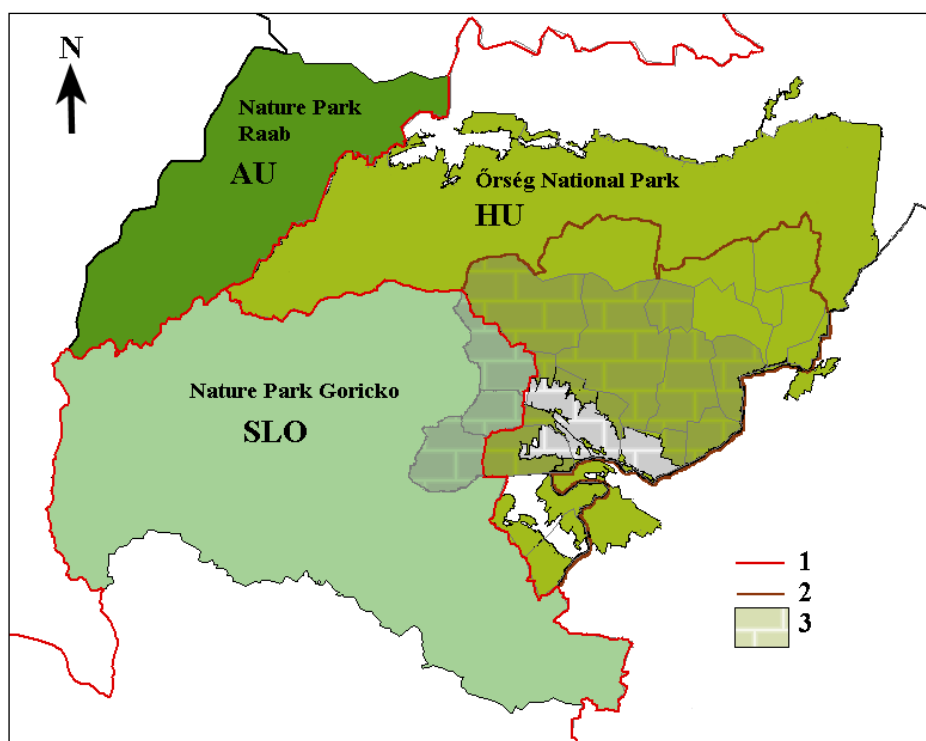 N
Nature Park
Raab
AU
Őrség National Park
HU
Nature Park Goricko
SLO
1
2
3